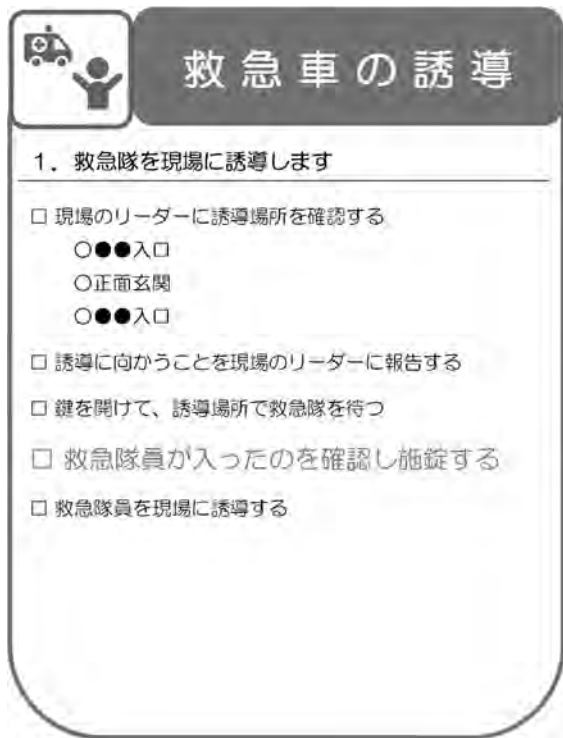 救急車の誘導
1．救急隊を現場に誘導します
□ 現場のリーダーに誘導場所を確認する
○●●入口
○正面玄関
○●●入口
□ 誘導に向かうことを現場のリーダーに報告する
□ 鍵を開けて、誘導場所で救急隊を待つ
□ 救急隊員が入ったのを確認し施錠する
□ 救急隊員を現場に誘導する